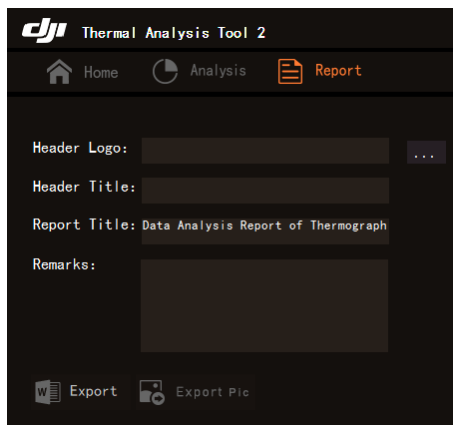 dji Thermal Analysis Tool 2
Home Analysis Report
Header Logo:
...
Header Title:
Report Title: Data Analysis Report of Thermograph
Remarks:
W Export Export Pic